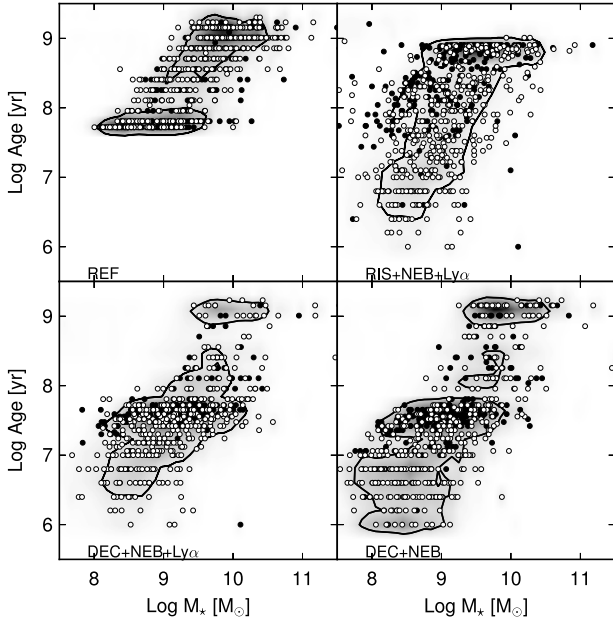 9
8
7
6
Log Age [yr]
REF
RIS+NEB+Lyα
9
8
7
6
Log Age [yr]
DEC+NEB+Lyα
DEC+NEB
8 9 10 11
8 9 10 11
Log M⋆ [M⊙]
Log M⋆ [M⊙]